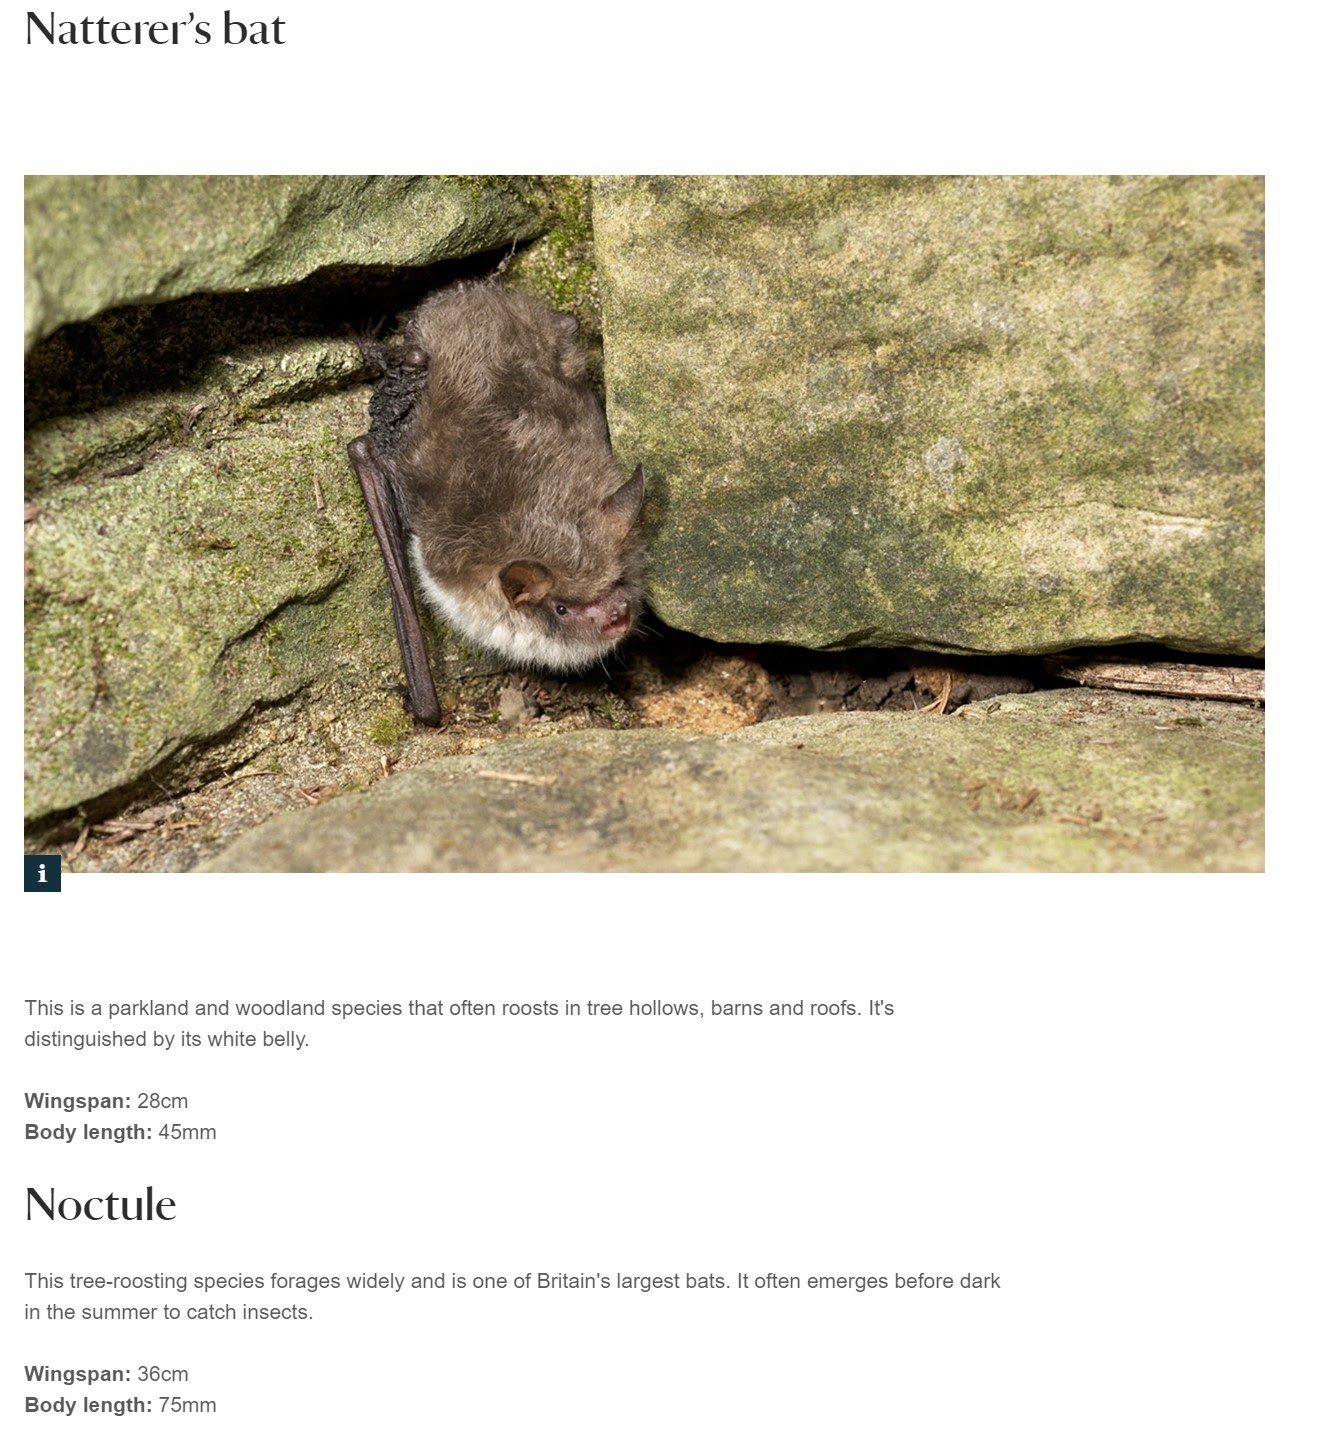 Natterer’s bat
i
This is a parkland and woodland species that often roosts in tree hollows, barns and roofs. It's
distinguished by its white belly.
Wingspan: 28cm
Body length: 45mm
Noctule
This tree-roosting species forages widely and is one of Britain's largest bats. It often emerges before dark
in the summer to catch insects.
Wingspan: 36cm
Body length: 75mm